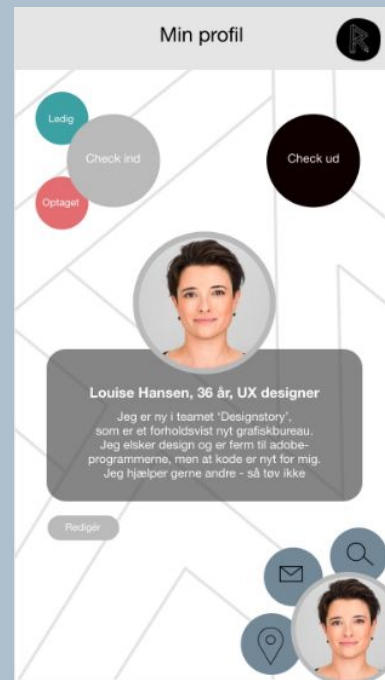 Min profil
Ledig
Check ind
Check ud
Optaget
Louise Hansen, 36 år, UX designer
Jeg er ny i teamet 'Designstory',
som er et forholdsvist nyt grafiskbureau.
Jeg elsker design og er ferm til adobe-
programmerne, men at kode er nyt for mig.
Jeg hjælper gerne andre - så tøv ikke
Redigér